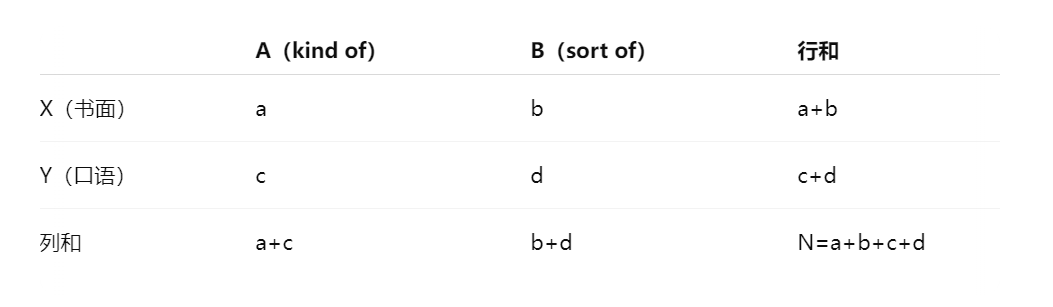 A（kind of） B（sort of） 行和
X（书面） a b a+b
Y（口语） c d c+d
列和 a+c b+d N=a+b+c+d